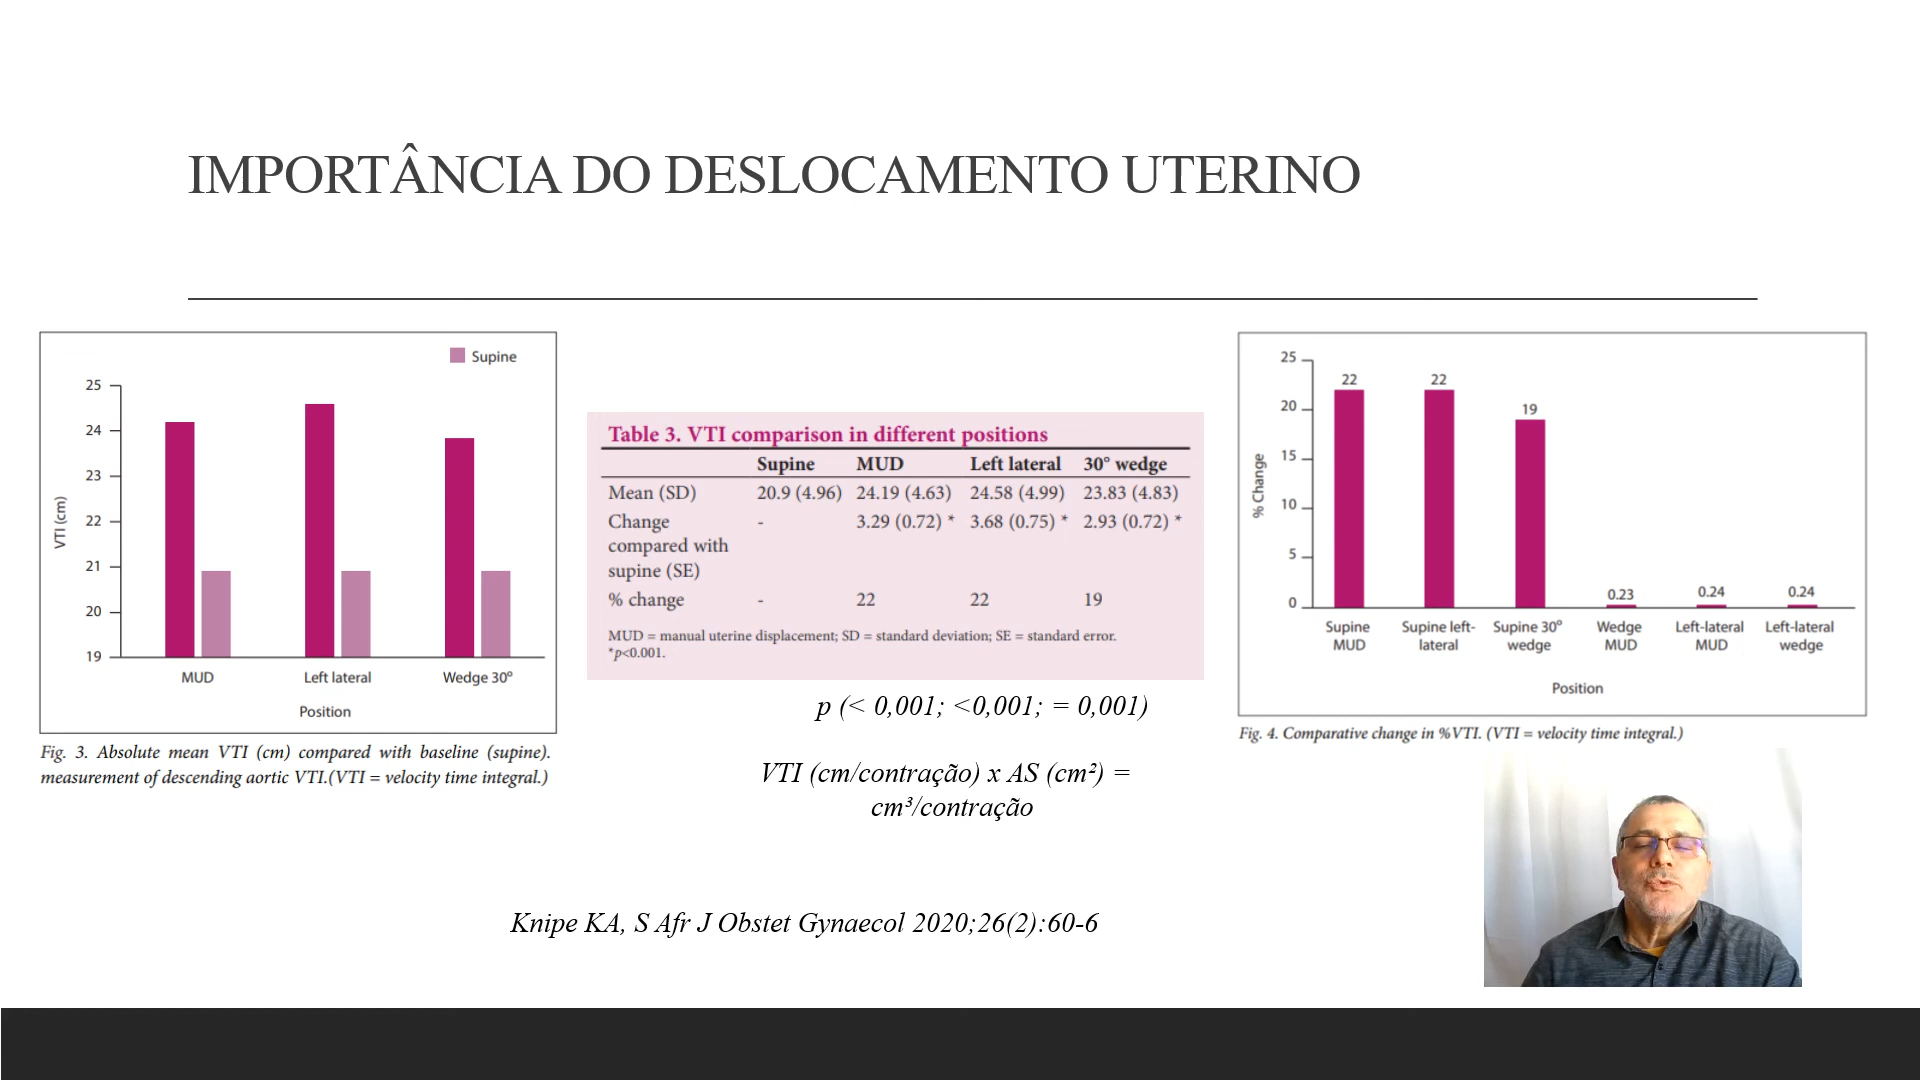 IMPORTÂNCIA DO DESLOCAMENTO UTERINO
Supine
25
24
23
22
21
20
19
VTI (cm)
MUD Left lateral Wedge 30º
Position
Fig. 3. Absolute mean VTI (cm) compared with baseline (supine).
measurement of descending aortic VTI.(VTI = velocity time integral.)
Table 3. VTI comparison in different positions
Supine MUD Left lateral 30° wedge
Mean (SD) 20.9 (4.96) 24.19 (4.63) 24.58 (4.99) 23.83 (4.83)
Change - 3.29 (0.72) * 3.68 (0.75) * 2.93 (0.72) *
compared with
supine (SE)
% change - 22 22 19
MUD = manual uterine displacement; SD = standard deviation; SE = standard error.
*p<0.001.
p (< 0,001; <0,001; = 0,001)
VTI (cm/contração) x AS (cm²) =
cm³/contração
25
20
15
10
5
0
% Change
22 22 19 0.23 0.24 0.24
Supine Supine left- Supine 30º Wedge Left-lateral Left-lateral
MUD lateral wedge MUD MUD wedge
Position
Fig. 4. Comparative change in %VTI. (VTI = velocity time integral.)
Knipe KA, S Afr J Obstet Gynaecol 2020;26(2):60-6